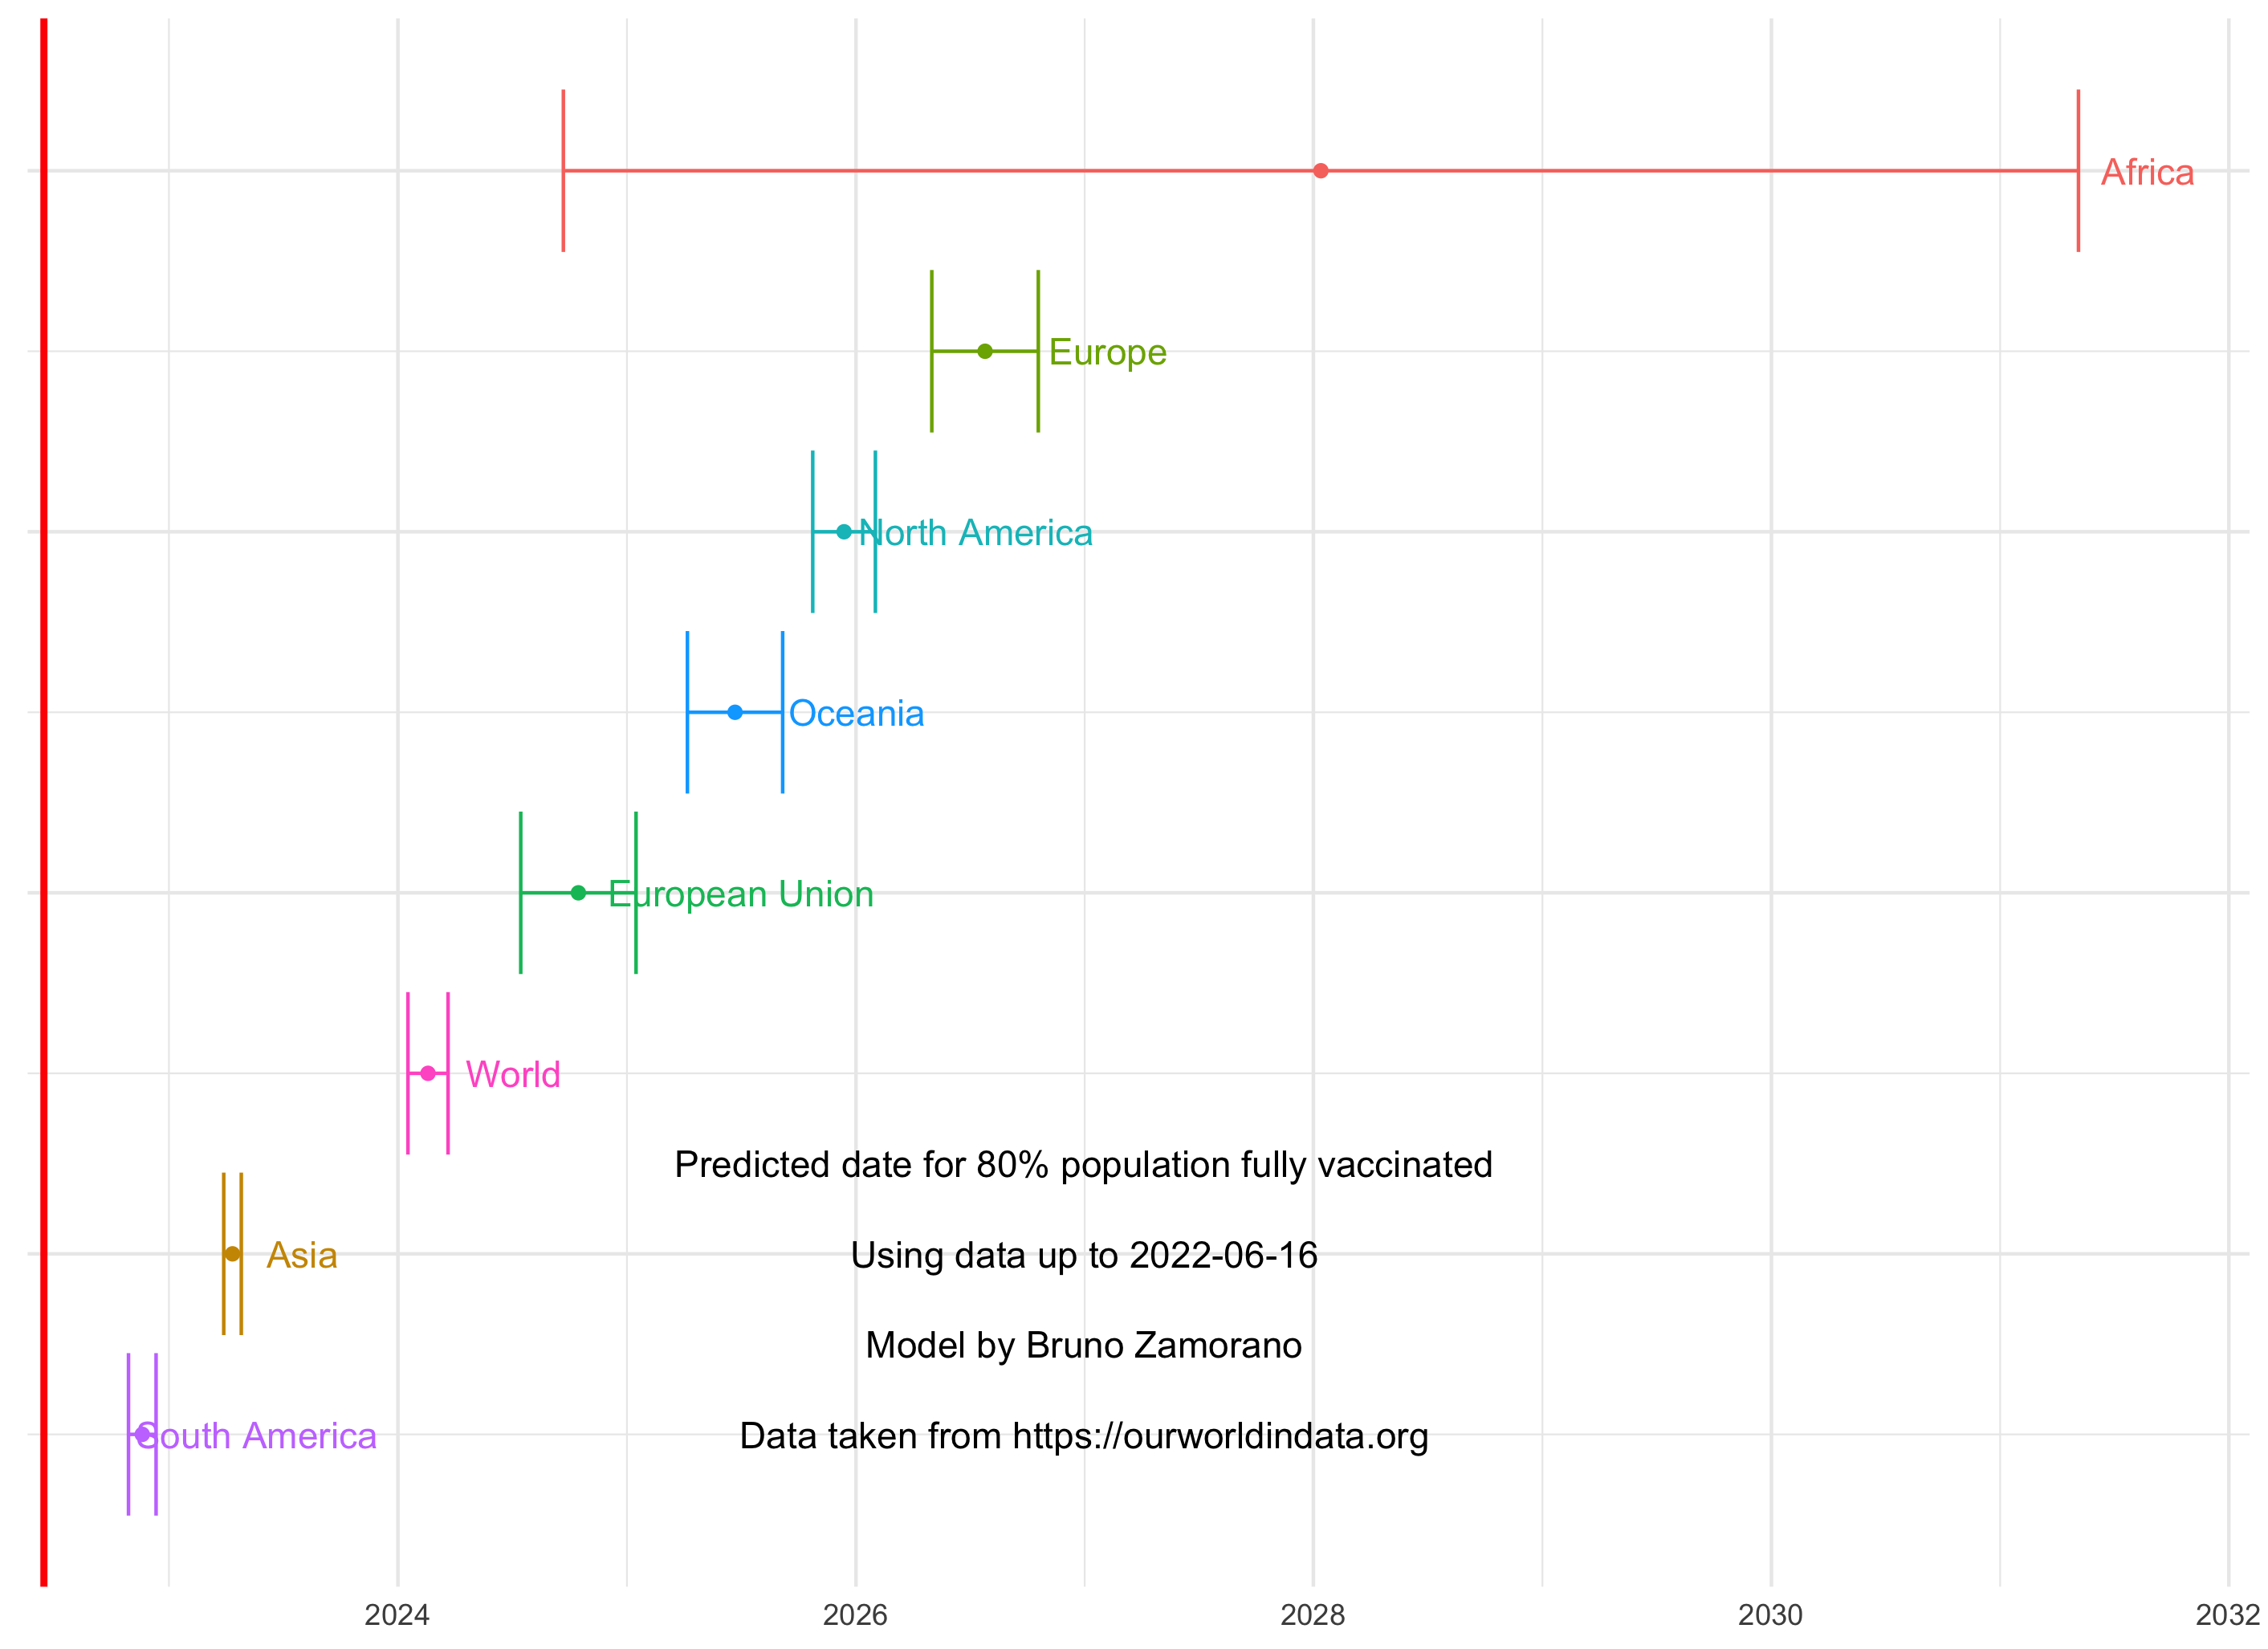 Africa
Europe
North America
Oceania
European Union
World
Predicted date for 80% population fully vaccinated
Asia
Using data up to 2022-06-16
Model by Bruno Zamorano
South America
Data taken from https://ourworldindata.org
2024
2026
2028
2030
2032